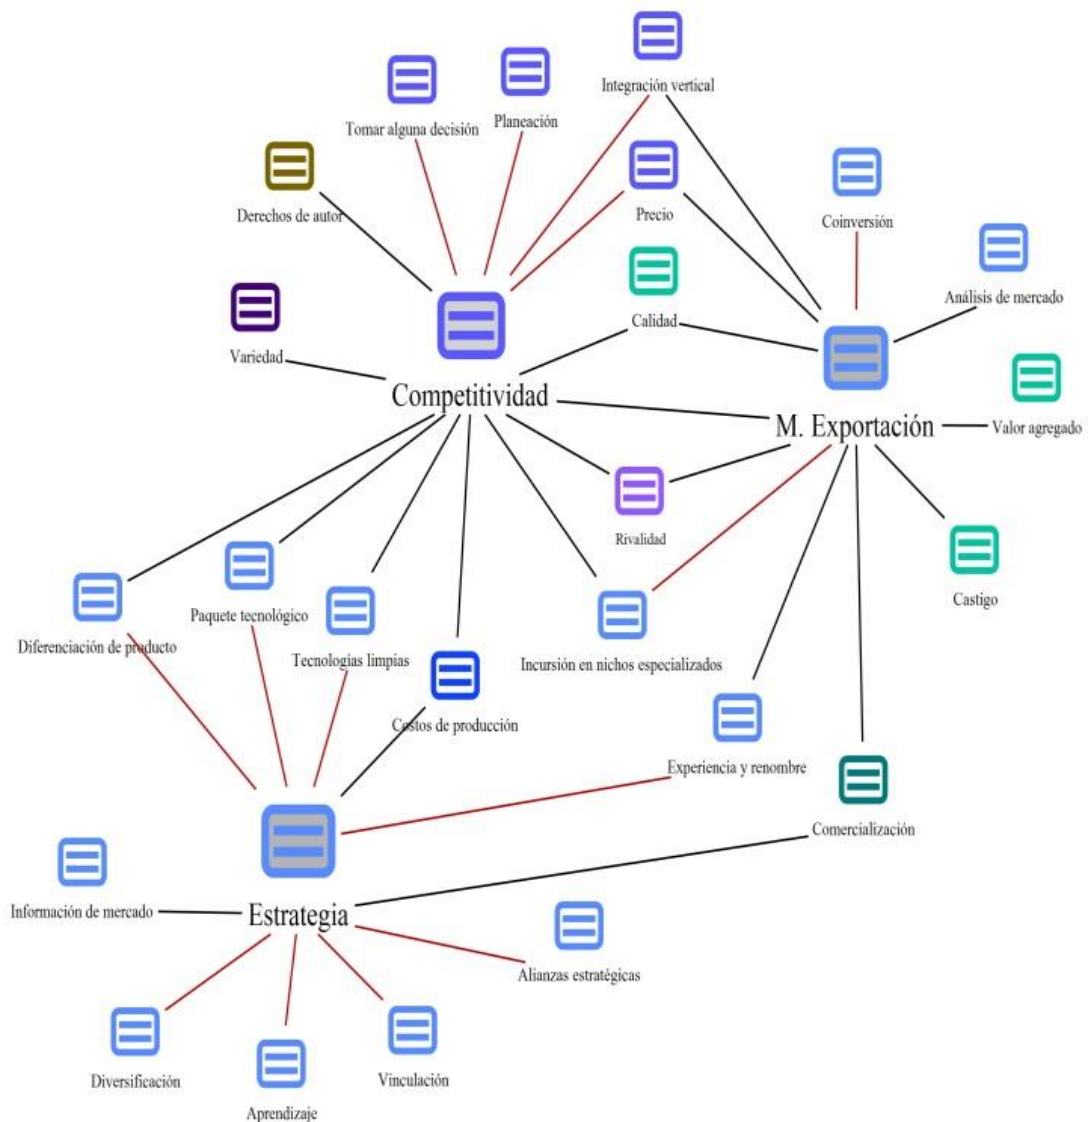 Integración vertical
Tomar alguna decisión
Planeación
Derechos de autor
Precio
Coinversión
Análisis de mercado
Calidad
Variedad
Competitividad
M. Exportación
Valor agregado
Rivalidad
Castigo
Paquete tecnológico
Diferenciación de producto
Tecnologías limpias
Incursión en nichos especializados
Costos de producción
Experiencia y renombre
Comercialización
Información de mercado
Estrategia
Alianzas estratégicas
Diversificación
Vinculación
Aprendizaje